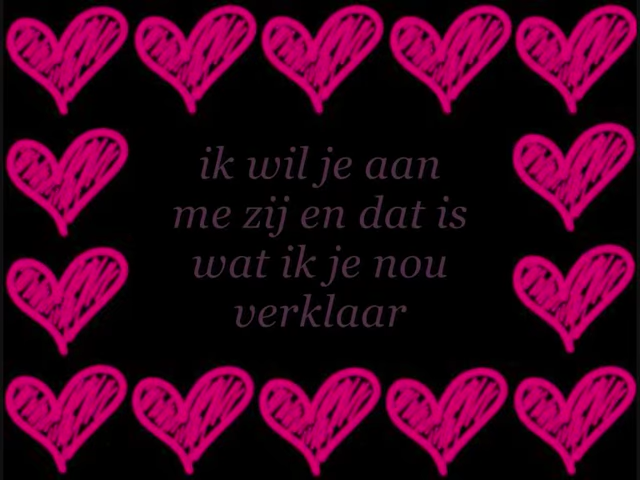 ik wil je aan
me zij en dat is
wat ik je nou
verklaar